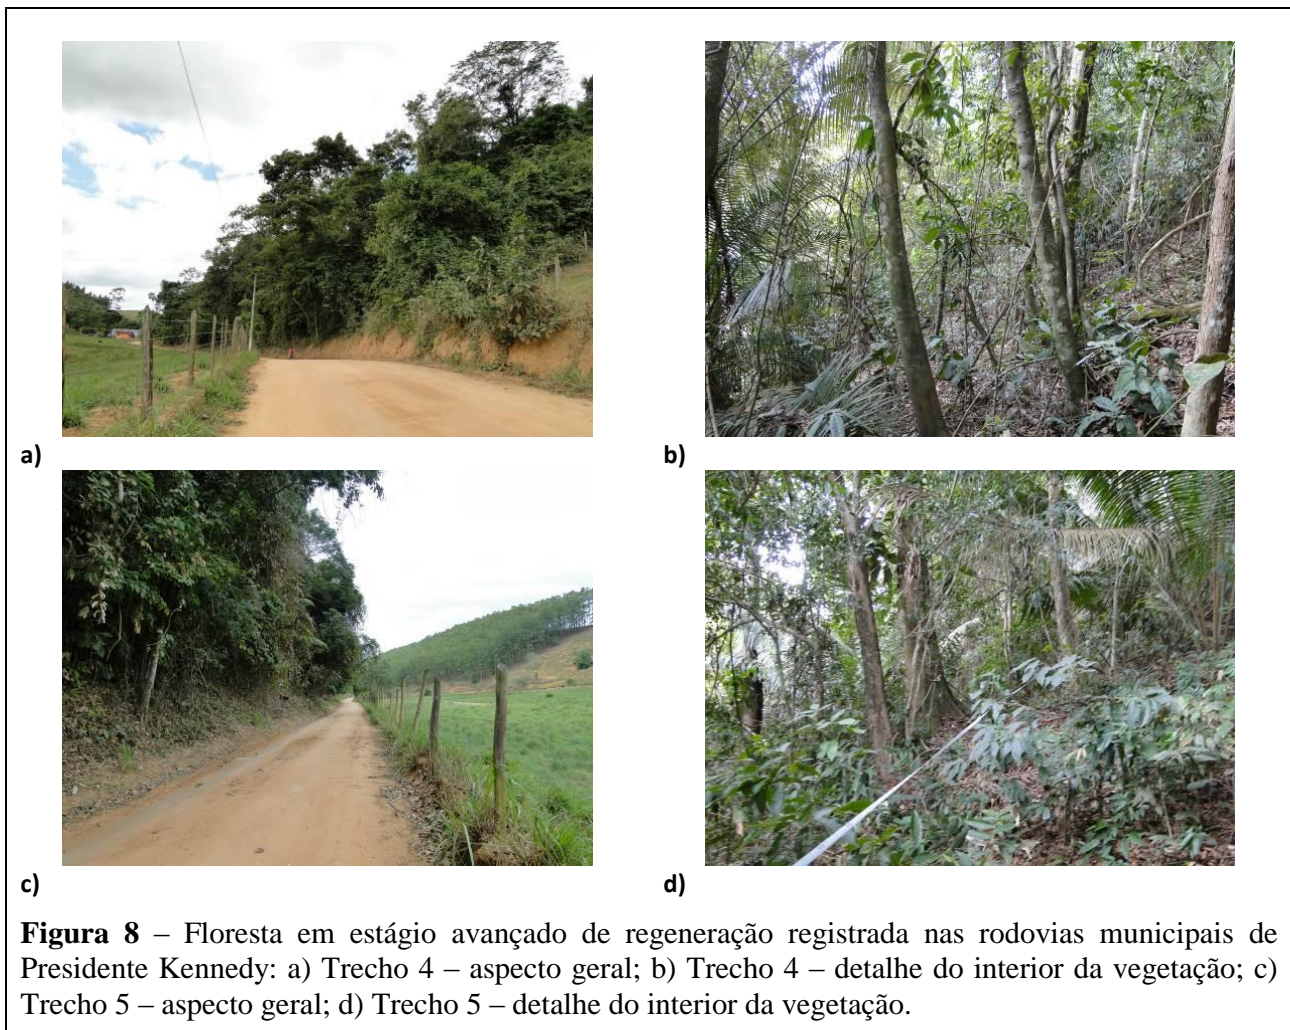 a)
b)
c)
d)
Figura 8 – Floresta em estágio avançado de regeneração registrada nas rodovias municipais de
Presidente Kennedy: a) Trecho 4 – aspecto geral; b) Trecho 4 – detalhe do interior da vegetação; c)
Trecho 5 – aspecto geral; d) Trecho 5 – detalhe do interior da vegetação.